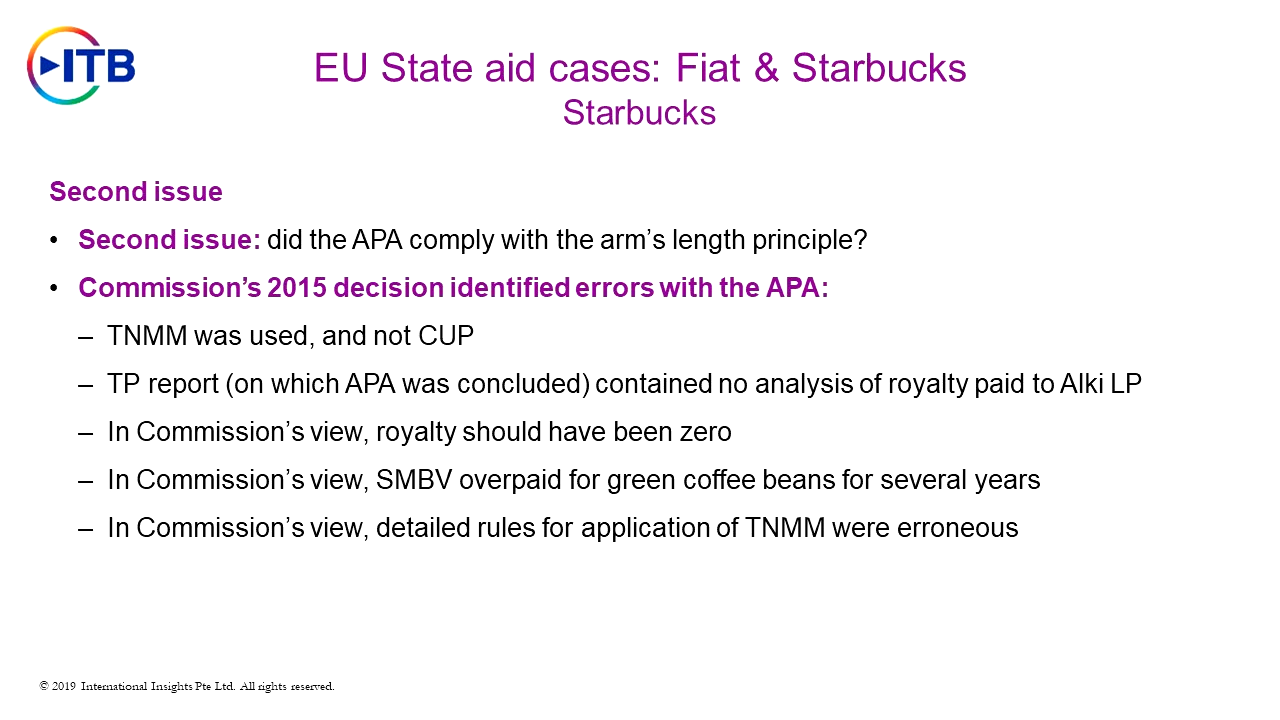 ITB
EU State aid cases: Fiat & Starbucks
Starbucks
Second issue
• Second issue: did the APA comply with the arm’s length principle?
• Commission’s 2015 decision identified errors with the APA:
– TNMM was used, and not CUP
– TP report (on which APA was concluded) contained no analysis of royalty paid to Alki LP
– In Commission’s view, royalty should have been zero
– In Commission’s view, SMBV overpaid for green coffee beans for several years
– In Commission’s view, detailed rules for application of TNMM were erroneous
© 2019 International Insights Pte Ltd. All rights reserved.